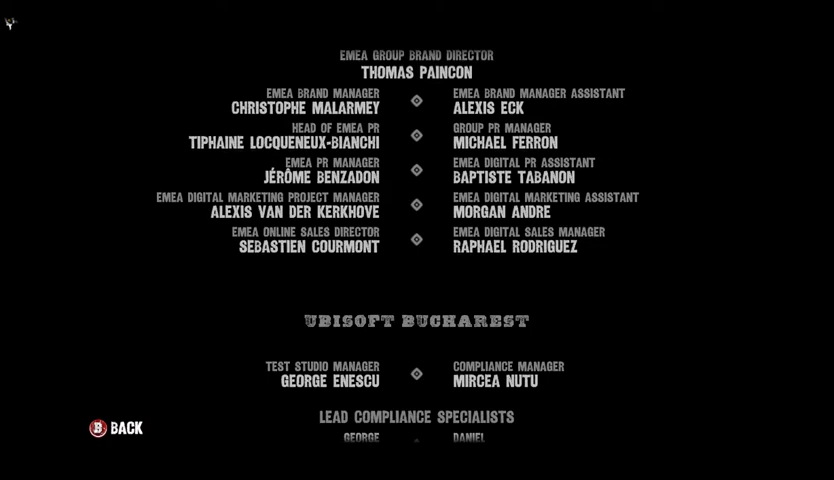 EMEA GROUP BRAND DIRECTOR
THOMAS PAINCON
EMEA BRAND MANAGER EMEA BRAND MANAGER ASSISTANT
CHRISTOPHE MALARMEY ALEXIS ECK
HEAD OF EMEA PR GROUP PR MANAGER
TIPHAINE LOCQUENEUX-BIANCHI MICHAEL FERRON
EMEA PR MANAGER EMEA DIGITAL PR ASSISTANT
JÉRÔME BENZADON BAPTISTE TABANON
EMEA DIGITAL MARKETING PROJECT MANAGER EMEA DIGITAL MARKETING ASSISTANT
ALEXIS VAN DER KERKHOVE MORGAN ANDRE
EMEA ONLINE SALES DIRECTOR EMEA DIGITAL SALES MANAGER
SEBASTIEN COURMONT RAPHAEL RODRIGUEZ
UBISOFT BUCHAREST
TEST STUDIO MANAGER COMPLIANCE MANAGER
GEORGE ENESCU MIRCEA NUTU
LEAD COMPLIANCE SPECIALISTS
GEORGE DANIEL
B BACK